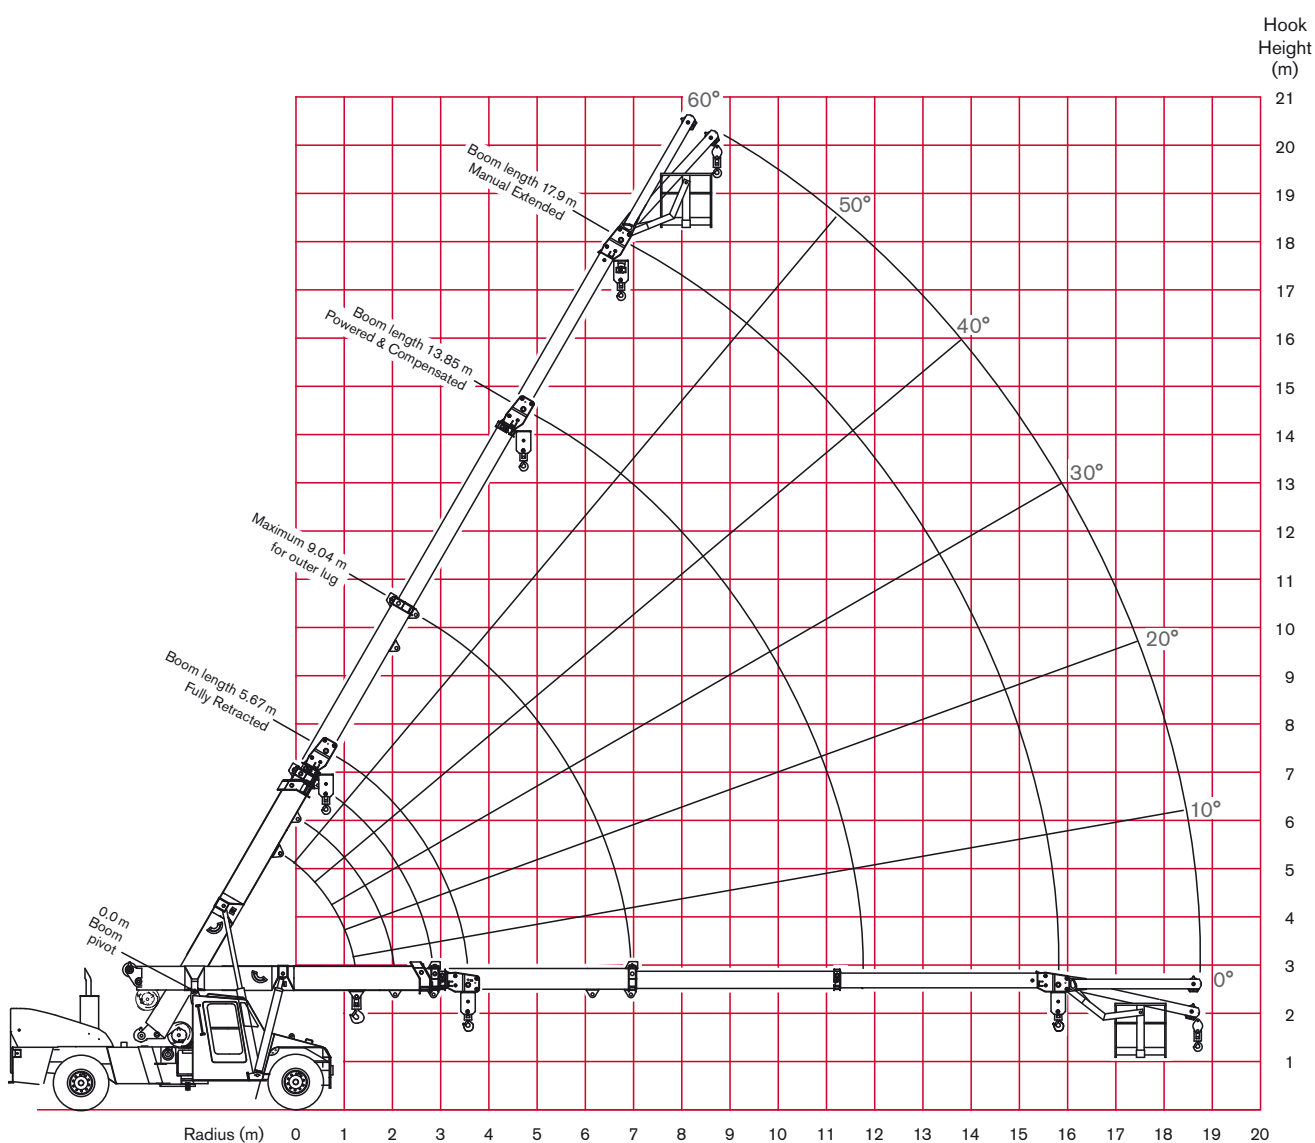 Hook
Height
(m)
21
60°
20
Boom length 17.9 m
Manual Extended
19
50°
18
17
40°
16
Boom length 13.85 m
Powered & Compensated
15
14
30°
13
12
Maximum 9.04 m
for outer lug
11
10
20°
9
8
Boom length 5.67 m
Fully Retracted
7
10°
6
5
4
0.0 m
Boom
pivot
3
0°
2
1
Radius (m) 0 1 2 3 4 5 6 7 8 9 10 11 12 13 14 15 16 17 18 19 20